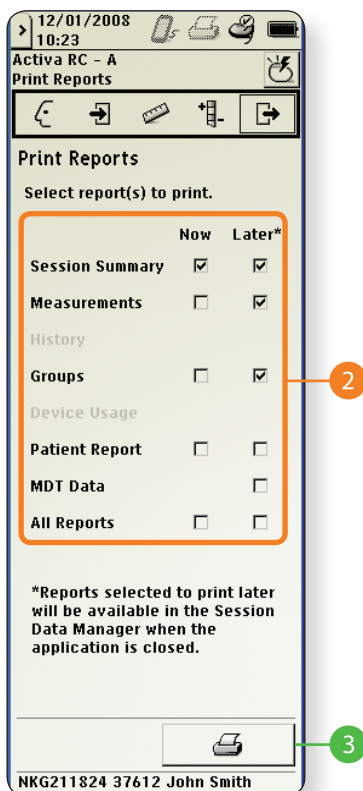 12/01/2008
10:23
Activa RC - A
Print Reports
Print Reports
Select report(s) to print.
Now Later*
Session Summary
Measurements
History
Groups
2
Device Usage
Patient Report
MDT Data
All Reports
*Reports selected to print later
will be available in the Session
Data Manager when the
application is closed.
3
NKG211824 37612 John Smith